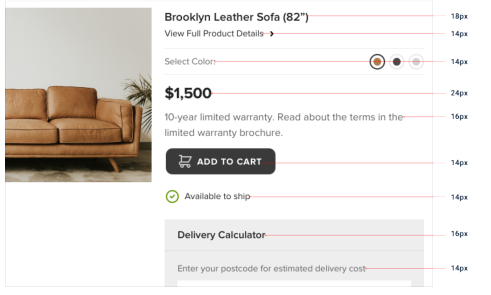 Brooklyn Leather Sofa (82”) 18px
View Full Product Details 14px
Select Color: 14px
$1,500 24px
10-year limited warranty. Read about the terms in the 16px
limited warranty brochure.
ADD TO CART 14px
Available to ship 14px
Delivery Calculator 16px
Enter your postcode for estimated delivery cost 14px